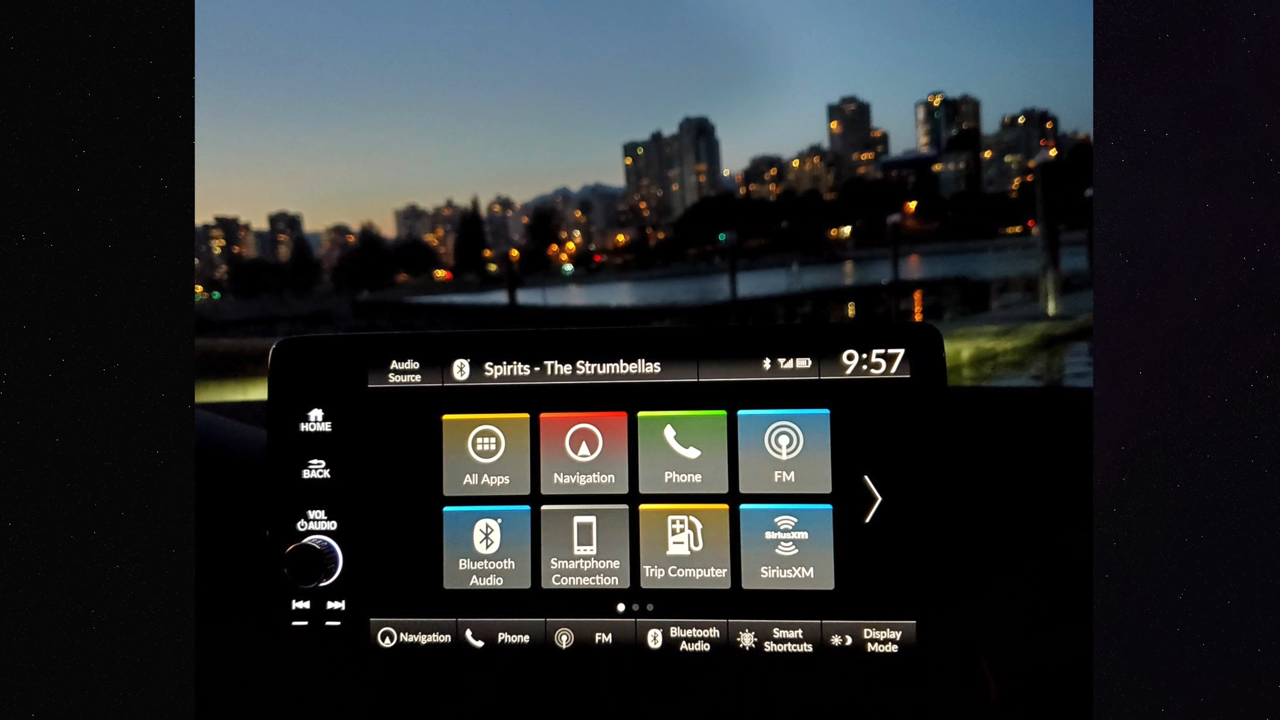 Audio
Source
Spirits - The Strumbellas
9:57
HOME
BACK
VOL
AUDIO
All Apps
Navigation
Phone
FM
Bluetooth
Audio
Smartphone
Connection
Trip Computer
SiriusXM
SiriusXM
Navigation
Phone
FM
Bluetooth
Audio
Smart
Shortcuts
Display
Mode